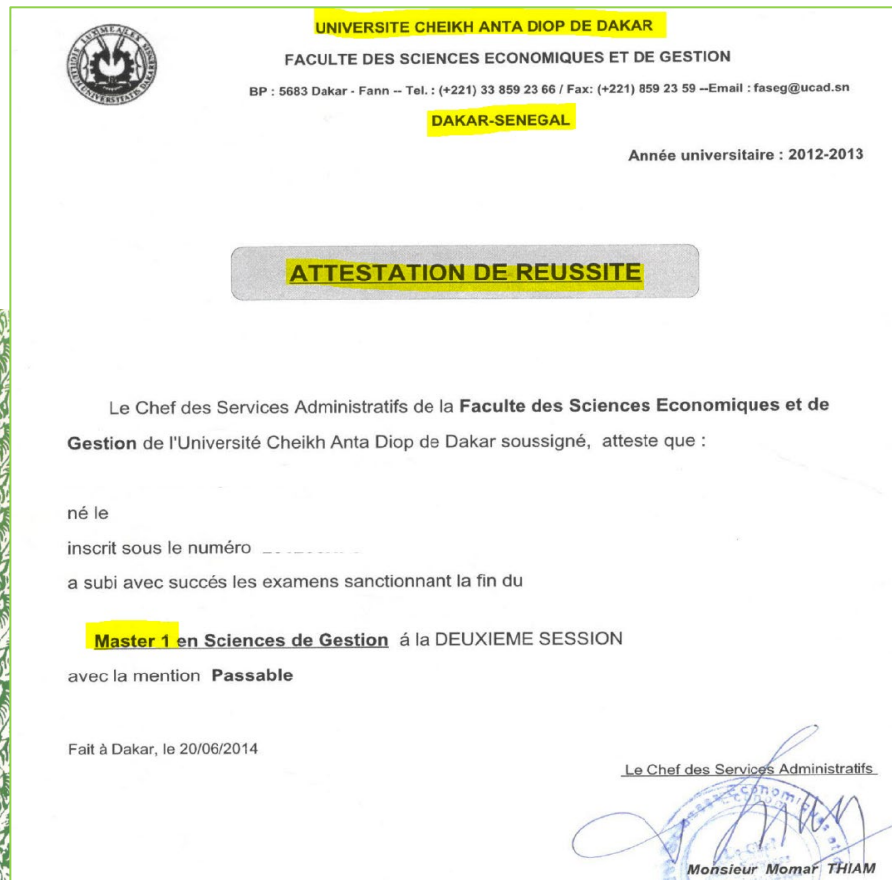 UNIVERSITE CHEIKH ANTA DIOP DE DAKAR
FACULTE DES SCIENCES ECONOMIQUES ET DE GESTION
BP : 5683 Dakar - Fann -- Tel. : (+221) 33 859 23 66 / Fax: (+221) 859 23 59 --Email : faseg@ucad.sn
DAKAR-SENEGAL
Année universitaire : 2012-2013
ATTESTATION DE REUSSITE
Le Chef des Services Administratifs de la Faculte des Sciences Economiques et de
Gestion de l'Université Cheikh Anta Diop de Dakar soussigné, atteste que :
né le
inscrit sous le numéro
a subi avec succés les examens sanctionnant la fin du
Master 1 en Sciences de Gestion á la DEUXIEME SESSION
avec la mention Passable
Fait à Dakar, le 20/06/2014
Le Chef des Services Administratifs
Monsieur Momar THIAM